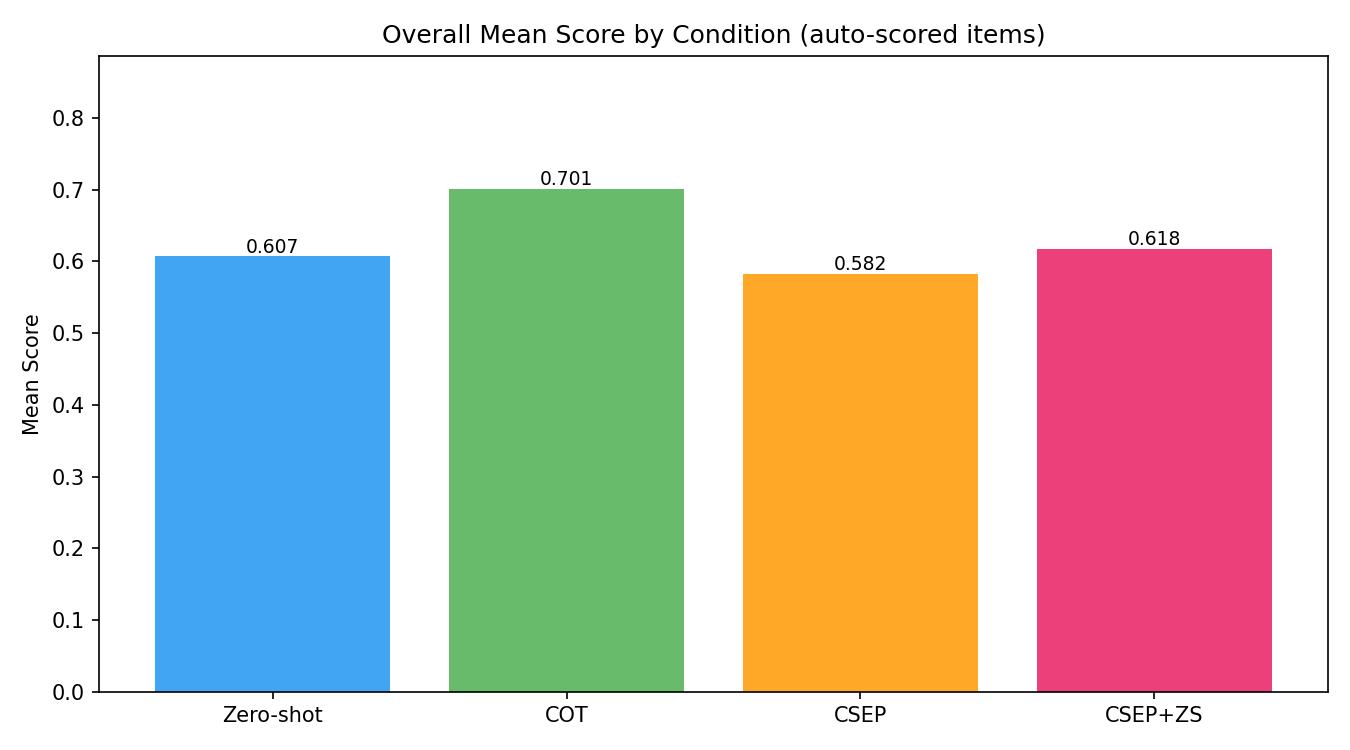 Overall Mean Score by Condition (auto-scored items)
Mean Score
0.8
0.7
0.6
0.5
0.4
0.3
0.2
0.1
0.0
0.607
0.701
0.582
0.618
Zero-shot
COT
CSEP
CSEP+ZS